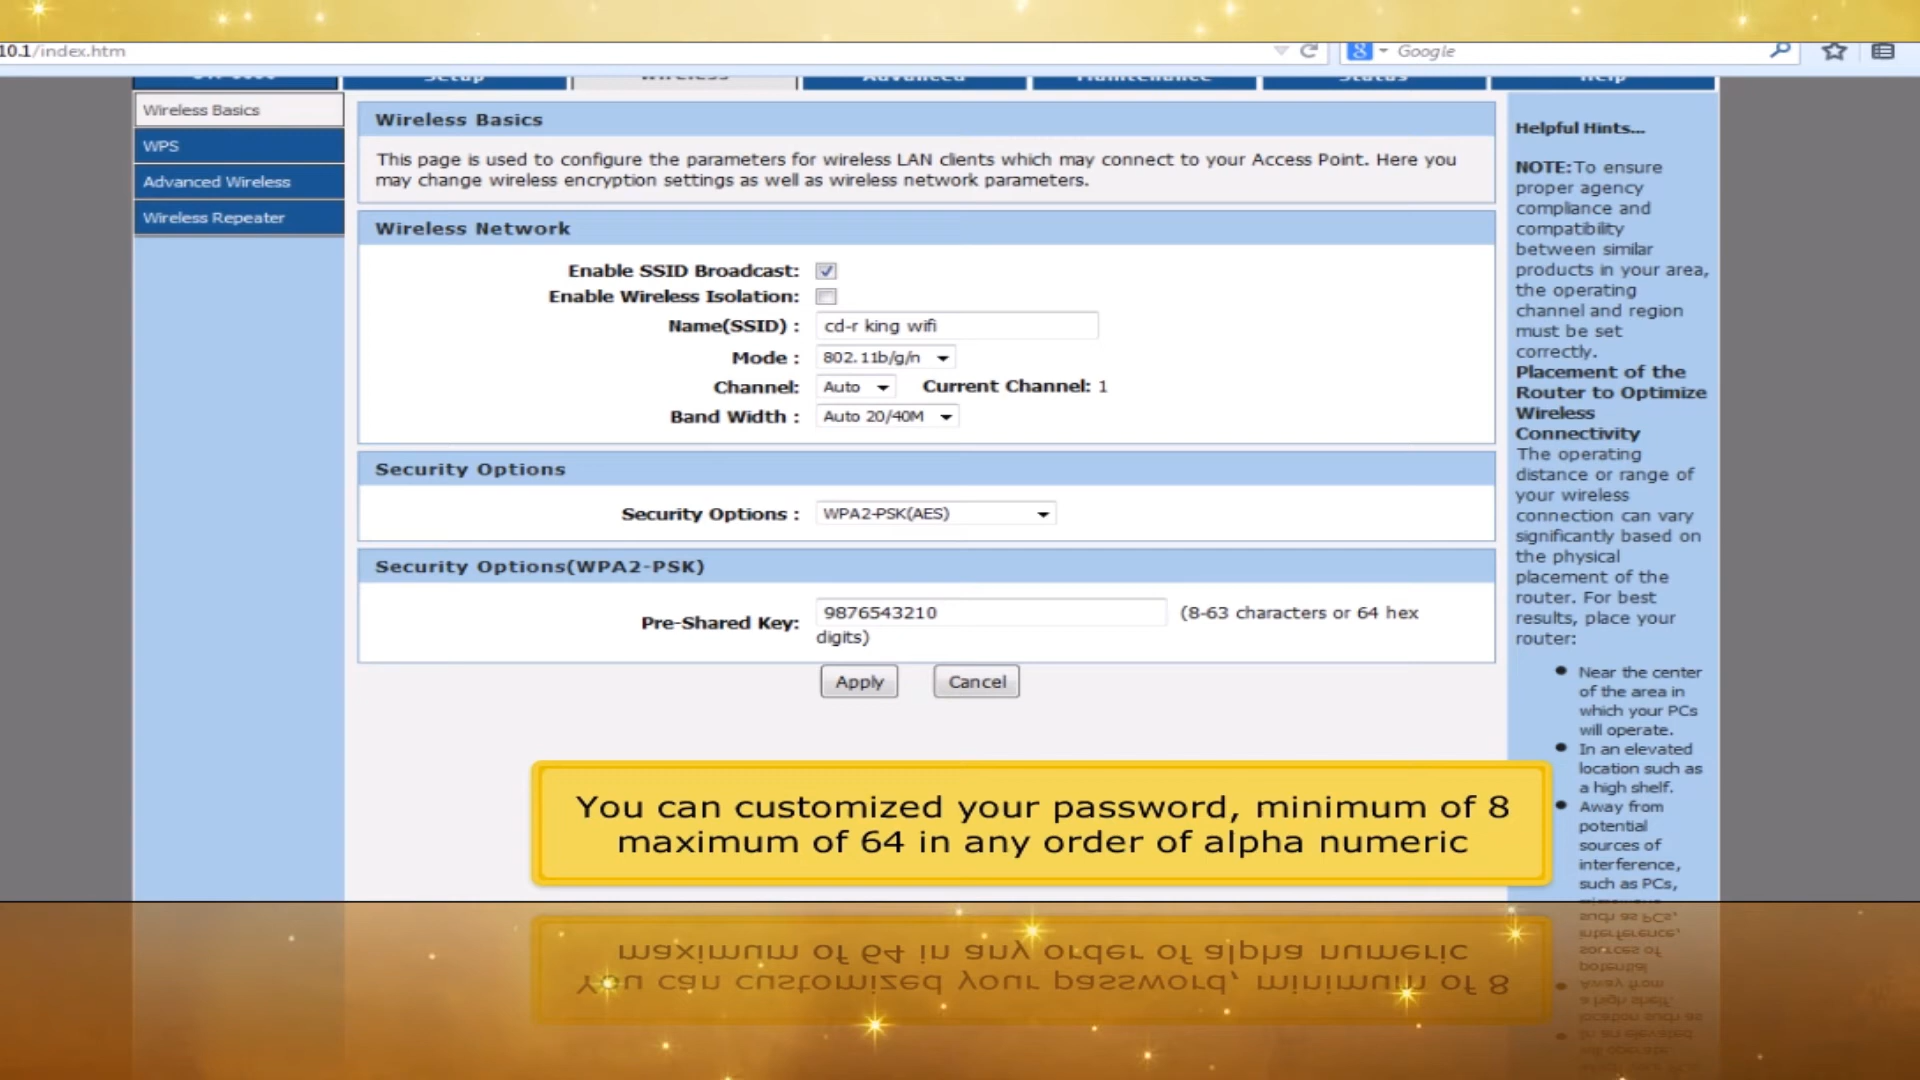 10.1/index.htm
Google
Setup Wireless Advanced Maintenance Status Help
Wireless Basics
WPS
Advanced Wireless
Wireless Repeater
Wireless Basics
This page is used to configure the parameters for wireless LAN clients which may connect to your Access Point. Here you
may change wireless encryption settings as well as wireless network parameters.
Wireless Network
Enable SSID Broadcast:
Enable Wireless Isolation:
Name(SSID) : cd-r king wifi
Mode : 802.11b/g/n
Channel: Auto Current Channel: 1
Band Width : Auto 20/40M
Security Options
Security Options : WPA2-PSK(AES)
Security Options(WPA2-PSK)
Pre-Shared Key: 9876543210 (8-63 characters or 64 hex
digits)
Apply Cancel
Helpful Hints...
NOTE:To ensure
proper agency
compliance and
compatibility
between similar
products in your area,
the operating
channel and region
must be set
correctly.
Placement of the
Router to Optimize
Wireless
Connectivity
The operating
distance or range of
your wireless
connection can vary
significantly based on
the physical
placement of the
router. For best
results, place your
router:
Near the center
of the area in
which your PCs
will operate.
In an elevated
location such as
a high shelf.
Away from
potential
sources of
interference,
such as PCs,
You can customized your password, minimum of 8
maximum of 64 in any order of alpha numeric